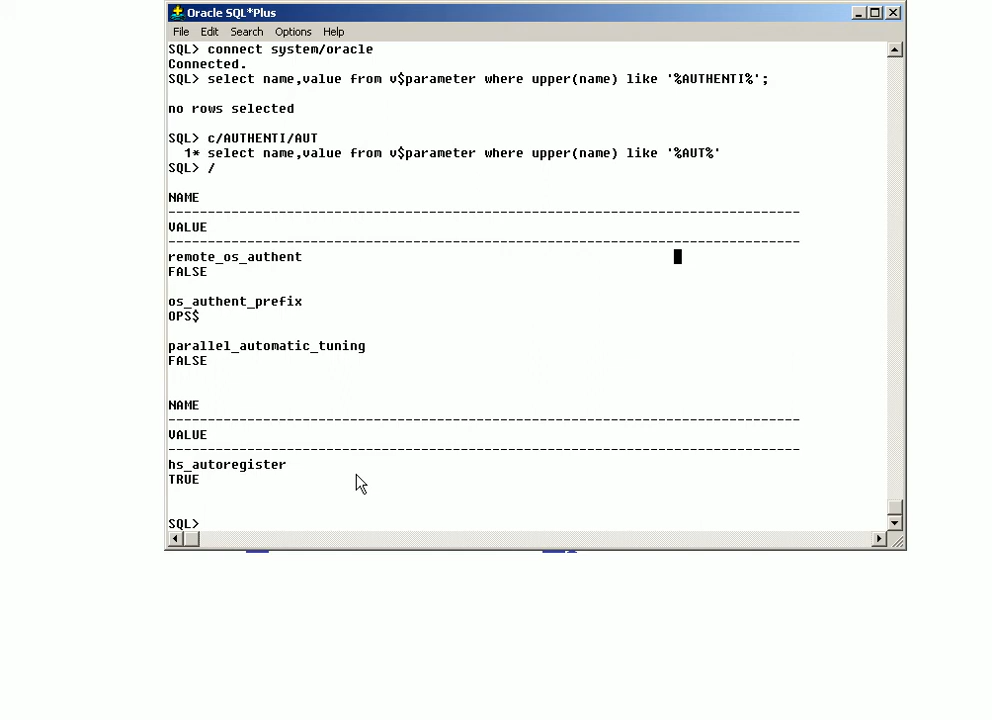 Oracle SQL*Plus
File Edit Search Options Help
SQL> connect system/oracle
Connected.
SQL> select name,value from v$parameter where upper(name) like '%AUTHENTI%';
no rows selected
SQL> c/AUTHENTI/AUT
1* select name,value from v$parameter where upper(name) like '%AUT%'
SQL> /
NAME
--------------------------------------------------------------------------------
VALUE
--------------------------------------------------------------------------------
remote_os_authent
FALSE
os_authent_prefix
OPS$
parallel_automatic_tuning
FALSE
NAME
--------------------------------------------------------------------------------
VALUE
--------------------------------------------------------------------------------
hs_autoregister
TRUE
SQL>